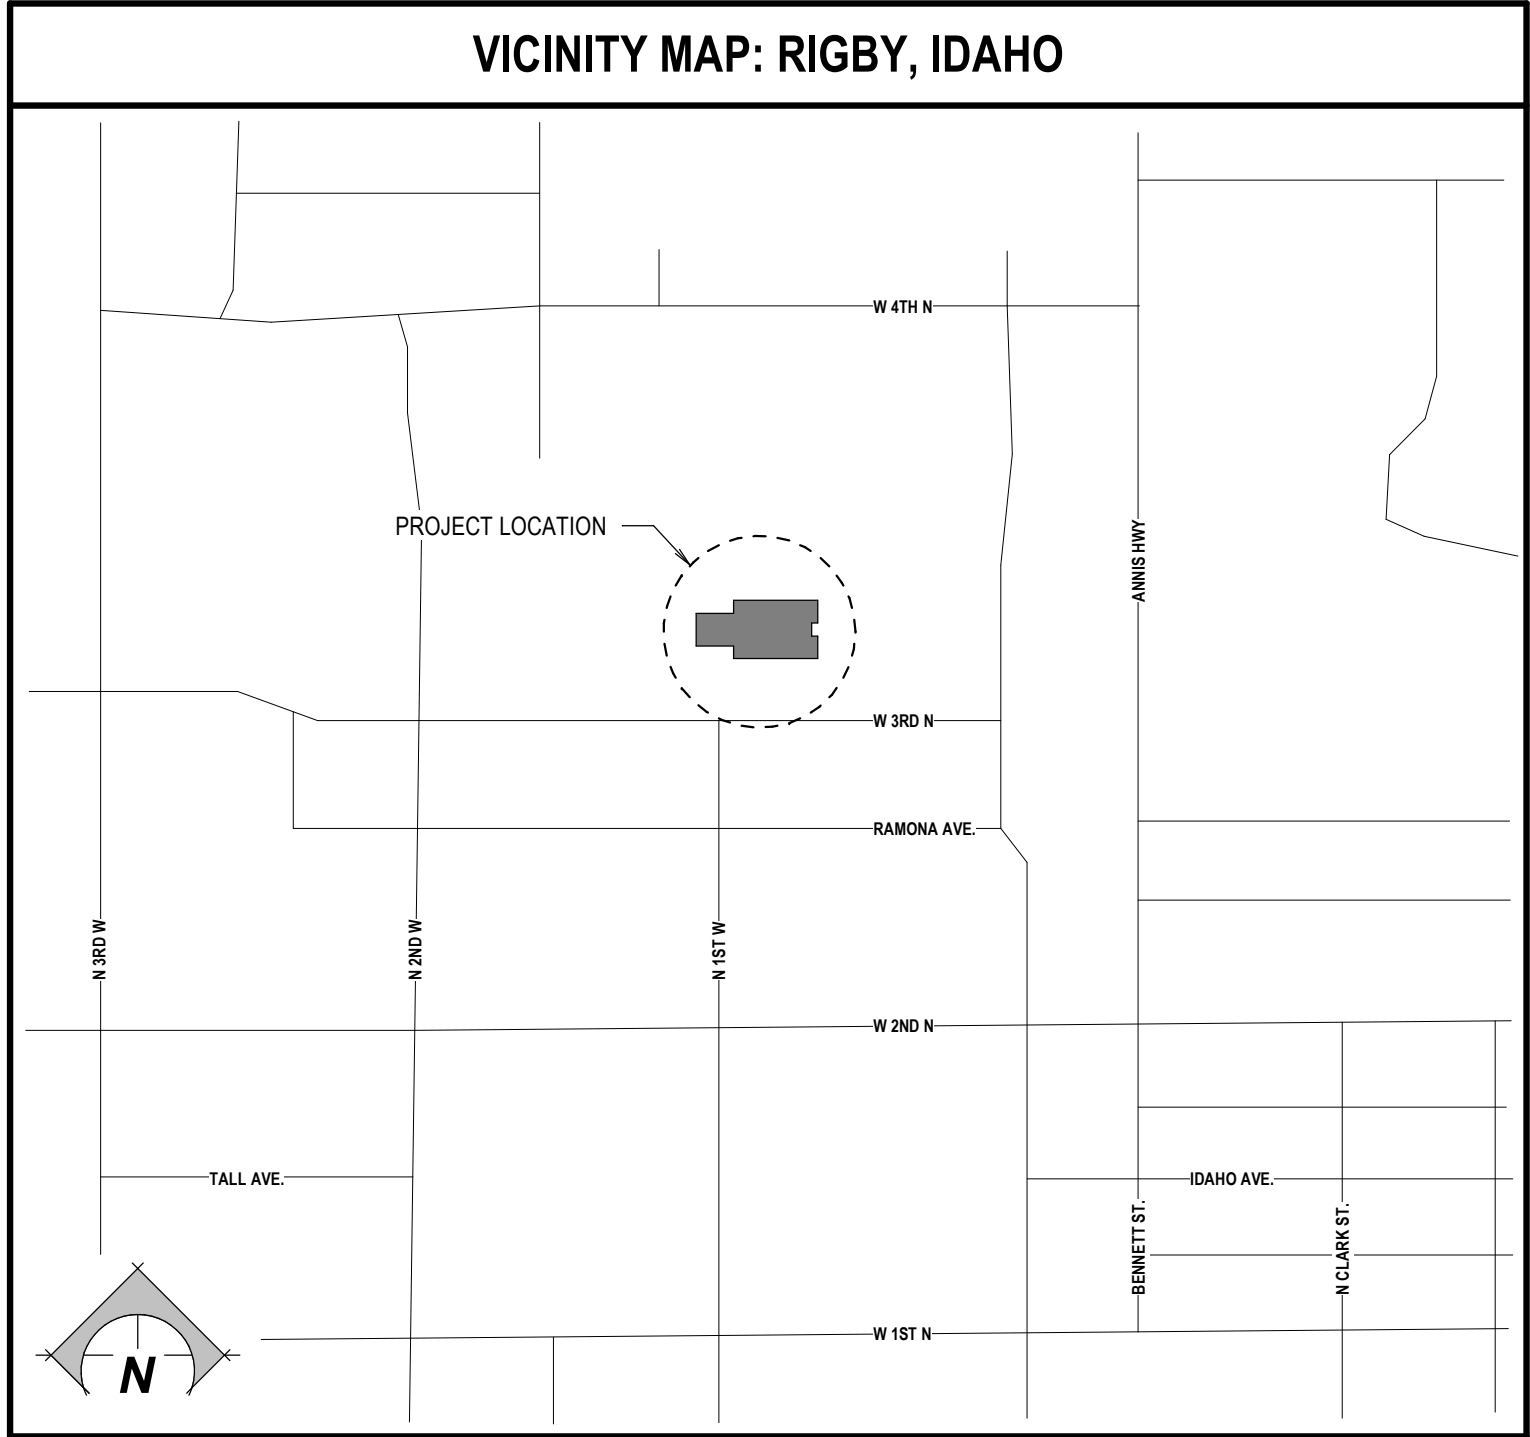 VICINITY MAP: RIGBY, IDAHO
W 4TH N
PROJECT LOCATION
ANNIS HWY
W 3RD N
RAMONA AVE.
N 3RD W
N 2ND W
N 1ST W
W 2ND N
TALL AVE.
IDAHO AVE.
BENNETT ST.
N CLARK ST.
W 1ST N
N